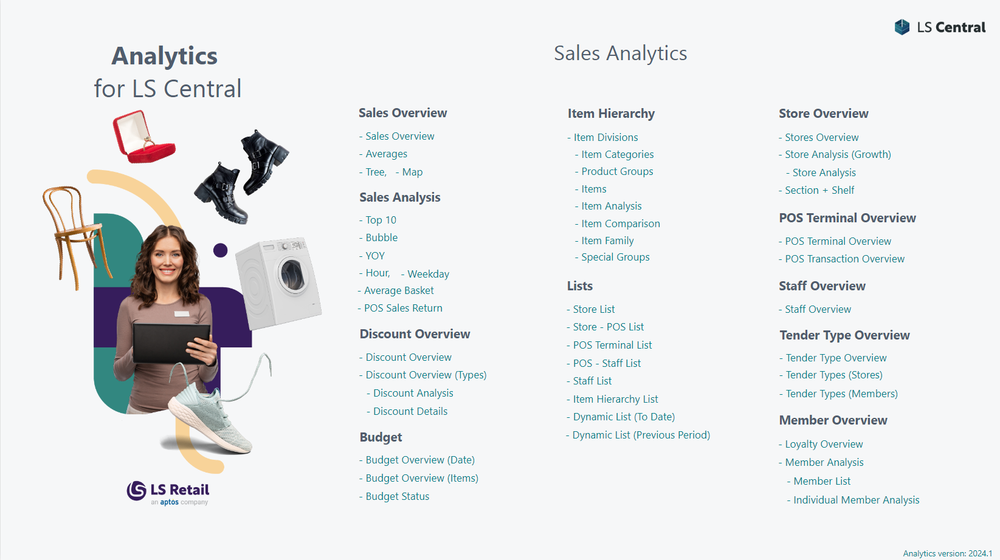 LS Central
Analytics
for LS Central
Sales Analytics
Sales Overview
- Sales Overview
- Averages
- Tree, - Map
Sales Analysis
- Top 10
- Bubble
- YOY
- Hour, - Weekday
- Average Basket
- POS Sales Return
Discount Overview
- Discount Overview
- Discount Overview (Types)
- Discount Analysis
- Discount Details
Budget
- Budget Overview (Date)
- Budget Overview (Items)
- Budget Status
Item Hierarchy
- Item Divisions
- Item Categories
- Product Groups
- Items
- Item Analysis
- Item Comparison
- Item Family
- Special Groups
Lists
- Store List
- Store - POS List
- POS Terminal List
- POS - Staff List
- Staff List
- Item Hierarchy List
- Dynamic List (To Date)
- Dynamic List (Previous Period)
Store Overview
- Stores Overview
- Store Analysis (Growth)
- Store Analysis
- Section + Shelf
POS Terminal Overview
- POS Terminal Overview
- POS Transaction Overview
Staff Overview
- Staff Overview
Tender Type Overview
- Tender Type Overview
- Tender Types (Stores)
- Tender Types (Members)
Member Overview
- Loyalty Overview
- Member Analysis
- Member List
- Individual Member Analysis
LS Retail
an aptos company
Analytics version: 2024.1